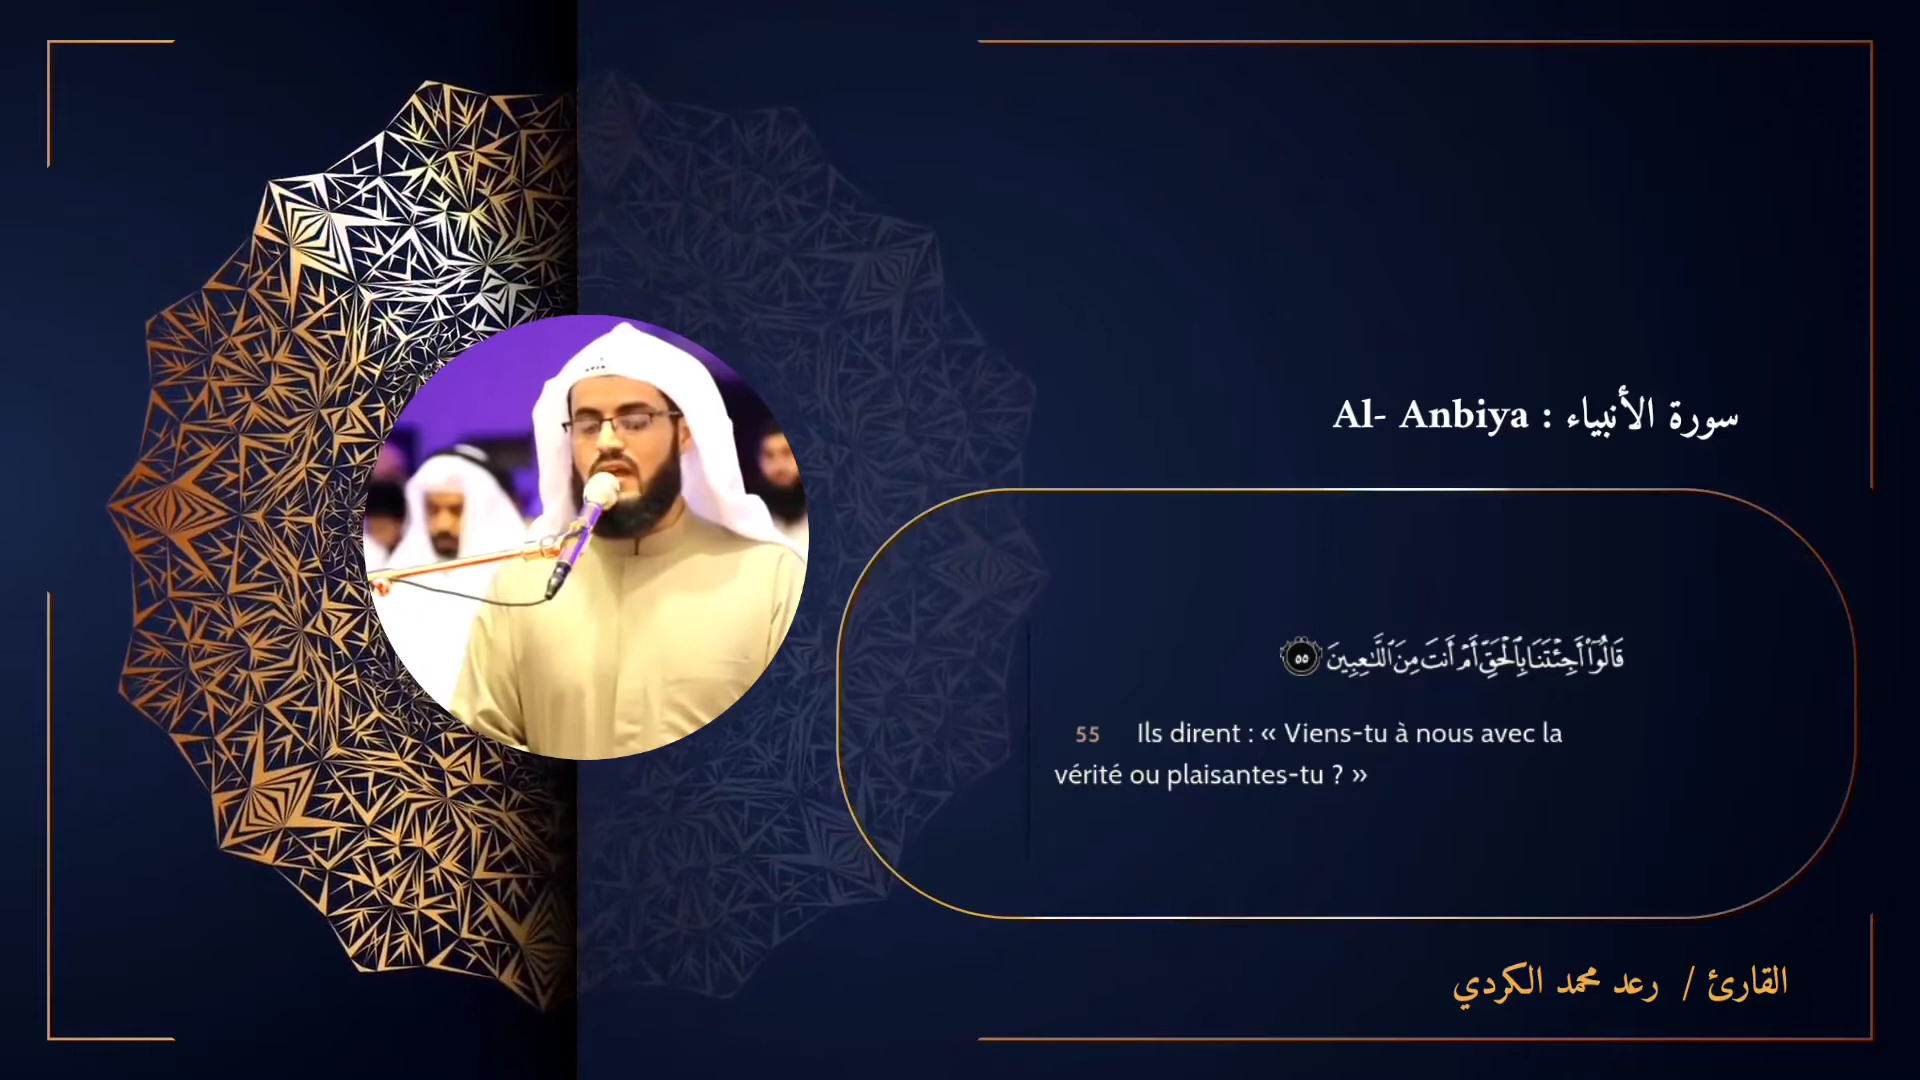 Al- Anbiya : سورة الأنبياء
قَالُوٓا۟ أَجِئْتَنَا بِٱلْحَقِّ أَمْ أَنتَ مِنَ ٱللَّـٰعِبِينَ ٥٥
55 Ils dirent : « Viens-tu à nous avec la
vérité ou plaisantes-tu ? »
القارئ / رعد محمد الكردي